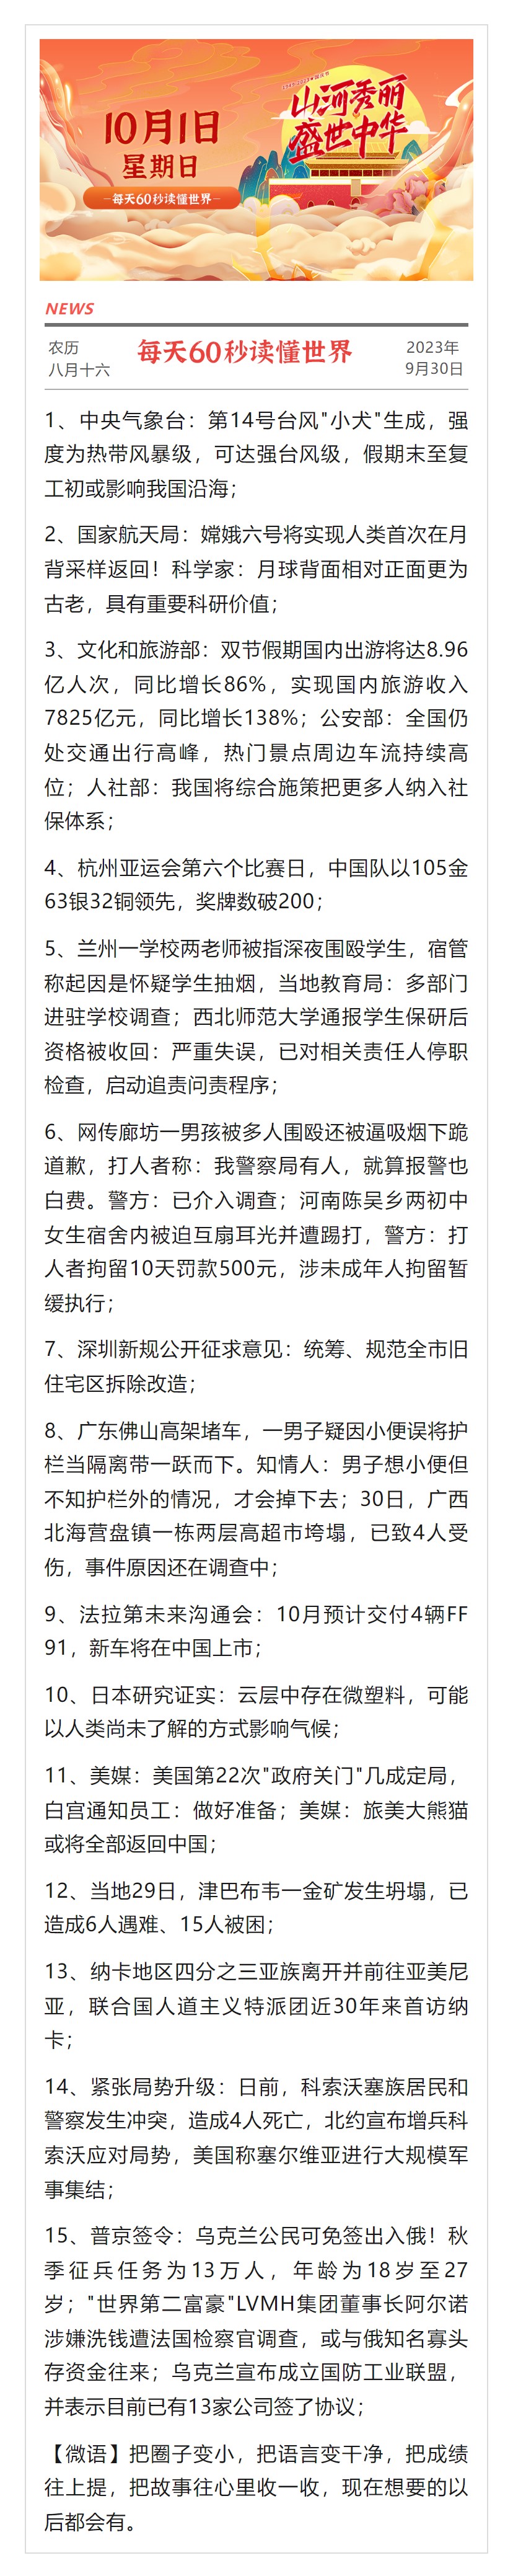 10月1日
星期日
—每天60秒读懂世界—
山河秀丽
盛世中华
NEWS
农历
八月十六
每天60秒读懂世界
2023年
9月30日
1、中央气象台：第14号台风"小犬"生成，强
度为热带风暴级，可达强台风级，假期末至复
工初或影响我国沿海；
2、国家航天局：嫦娥六号将实现人类首次在月
背采样返回！科学家：月球背面相对正面更为
古老，具有重要科研价值；
3、文化和旅游部：双节假期国内出游将达8.96
亿人次，同比增长86%，实现国内旅游收入
7825亿元，同比增长138%；公安部：全国仍
处交通出行高峰，热门景点周边车流持续高
位；人社部：我国将综合施策把更多人纳入社
保体系；
4、杭州亚运会第六个比赛日，中国队以105金
63银32铜领先，奖牌数破200；
5、兰州一学校两老师被指深夜围殴学生，宿管
称起因是怀疑学生抽烟，当地教育局：多部门
进驻学校调查；西北师范大学通报学生保研后
资格被收回：严重失误，已对相关责任人停职
检查，启动追责问责程序；
6、网传廊坊一男孩被多人围殴还被逼吸烟下跪
道歉，打人者称：我警察局有人，就算报警也
白费。警方：已介入调查；河南陈吴乡两初中
女生宿舍内被迫互扇耳光并遭踢打，警方：打
人者拘留10天罚款500元，涉未成年人拘留暂
缓执行；
7、深圳新规公开征求意见：统筹、规范全市旧
住宅区拆除改造；
8、广东佛山高架堵车，一男子疑因小便误将护
栏当隔离带一跃而下。知情人：男子想小便但
不知护栏外的情况，才会掉下去；30日，广西
北海营盘镇一栋两层高超市垮塌，已致4人受
伤，事件原因还在调查中；
9、法拉第未来沟通会：10月预计交付4辆FF
91，新车将在中国上市；
10、日本研究证实：云层中存在微塑料，可能
以人类尚未了解的方式影响气候；
11、美媒：美国第22次"政府关门"几成定局，
白宫通知员工：做好准备；美媒：旅美大熊猫
或将全部返回中国；
12、当地29日，津巴布韦一金矿发生坍塌，已
造成6人遇难、15人被困；
13、纳卡地区四分之三亚族离开并前往亚美尼
亚，联合国人道主义特派团近30年来首访纳
卡；
14、紧张局势升级：日前，科索沃塞族居民和
警察发生冲突，造成4人死亡，北约宣布增兵科
索沃应对局势，美国称塞尔维亚进行大规模军
事集结；
15、普京签令：乌克兰公民可免签出入俄！秋
季征兵任务为13万人，年龄为18岁至27
岁；"世界第二富豪"LVMH集团董事长阿尔诺
涉嫌洗钱遭法国检察官调查，或与俄知名寡头
存资金往来；乌克兰宣布成立国防工业联盟，
并表示目前已有13家公司签了协议；
【微语】把圈子变小，把语言变干净，把成绩
往上提，把故事往心里收一收，现在想要的以
后都会有。